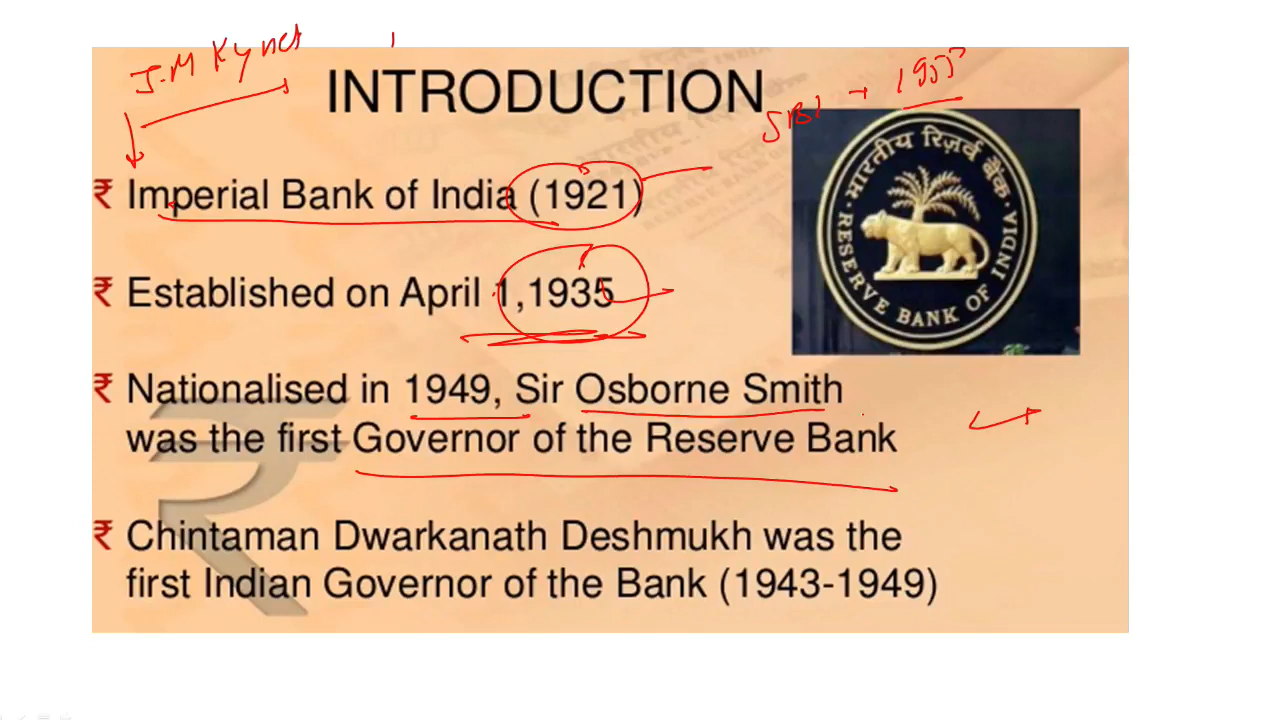 J.M Kynes
INTRODUCTION
SBI → 1955
₹ Imperial Bank of India (1921)
₹ Established on April 1,1935
₹ Nationalised in 1949, Sir Osborne Smith
was the first Governor of the Reserve Bank
₹ Chintaman Dwarkanath Deshmukh was the
first Indian Governor of the Bank (1943-1949)
भारतीय रिज़र्व बैंक
RESERVE BANK OF INDIA